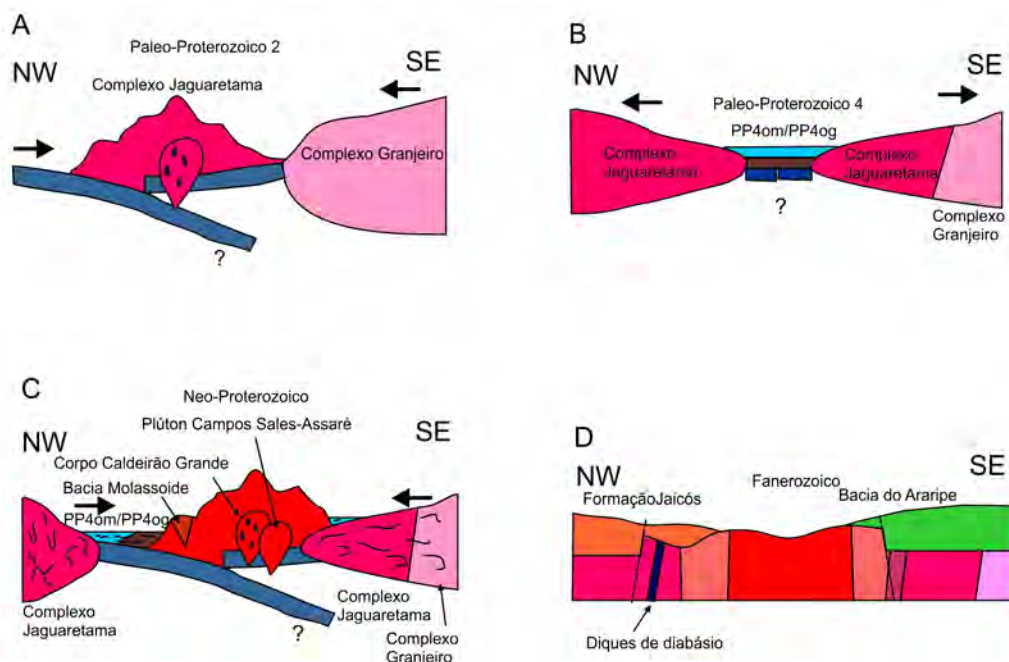 A
Paleo-Proterozoico 2
NW
SE
Complexo Jaguaretama
Complexo Granjeiro
?
B
NW
SE
Paleo-Proterozoico 4
PP4om/PP4og
Complexo
Jaguaretama
Complexo
Jaguaretama
?
Complexo
Granjeiro
C
Neo-Proterozoico
Plúton Campos Sales-Assaré
NW
SE
Corpo Caldeirão Grande
Bacia Molassoide
PP4om/PP4og
Complexo
Jaguaretama
Complexo
Jaguaretama
?
Complexo
Granjeiro
D
NW
SE
Fanerozoico
FormaçãoJaicós
Bacia do Araripe
Diques de diabásio